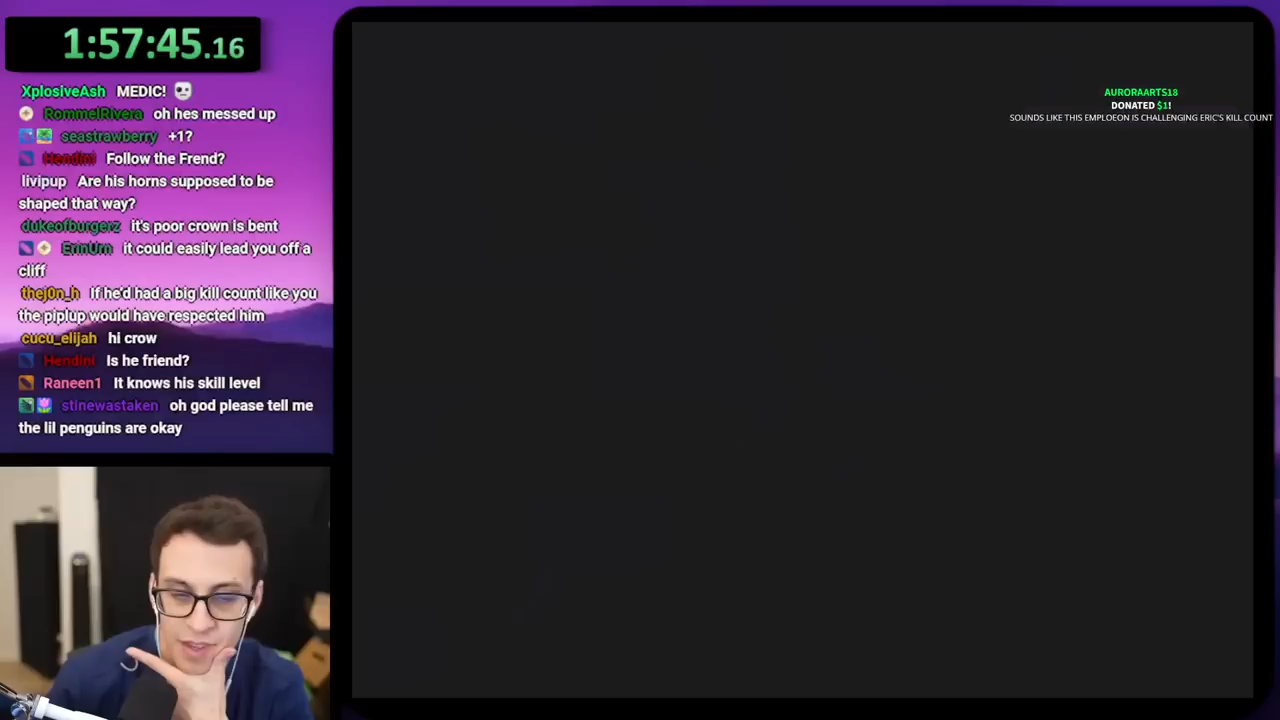 1:57:45.16
XplosiveAsh MEDIC!
RommelRivera oh hes messed up
seastrawberry +1?
Hendini Follow the Frend?
livipup Are his horns supposed to be
shaped that way?
dukeofburgerz it's poor crown is bent
ErinUrn it could easily lead you off a
cliff
thej0n_h If he'd had a big kill count like you
the piplup would have respected him
cucu_elijah hi crow
Hendini Is he friend?
Raneen1 It knows his skill level
stinewastaken oh god please tell me
the lil penguins are okay
AURORAARTS18
DONATED $1!
SOUNDS LIKE THIS EMPLOEON IS CHALLENGING ERIC'S KILL COUNT